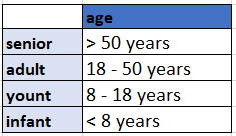 age
senior > 50 years
adult 18 - 50 years
yount 8 - 18 years
infant < 8 years